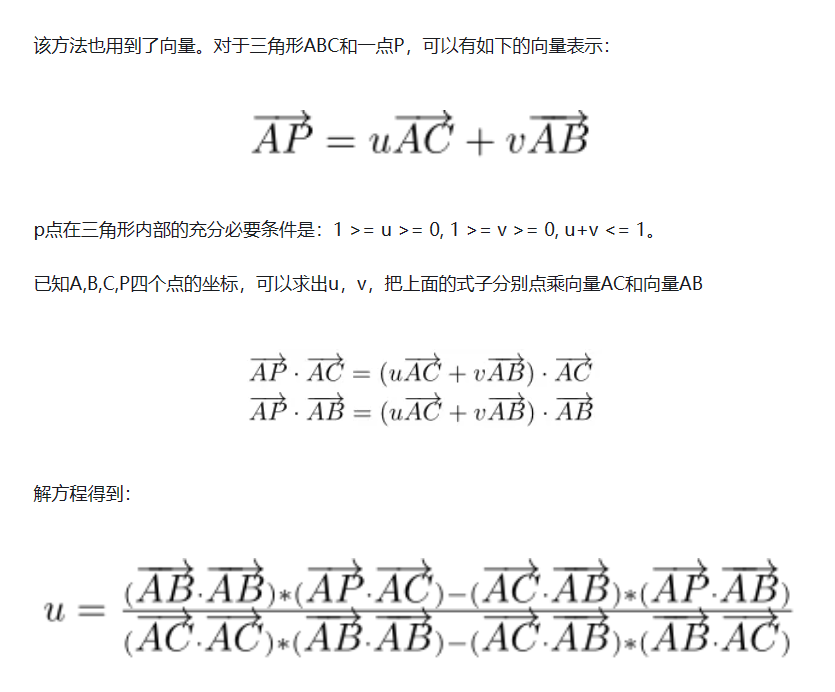 该方法也用到了向量。对于三角形ABC和一点P，可以有如下的向量表示：
$\overrightarrow{AP} = u\overrightarrow{AC} + v\overrightarrow{AB}$
p点在三角形内部的充分必要条件是：1 >= u >= 0, 1 >= v >= 0, u+v <= 1。
已知A,B,C,P四个点的坐标，可以求出u，v，把上面的式子分别点乘向量AC和向量AB
$\overrightarrow{AP} \cdot \overrightarrow{AC} = (u\overrightarrow{AC} + v\overrightarrow{AB}) \cdot \overrightarrow{AC}$
$\overrightarrow{AP} \cdot \overrightarrow{AB} = (u\overrightarrow{AC} + v\overrightarrow{AB}) \cdot \overrightarrow{AB}$
解方程得到：
$u = \frac{(\overrightarrow{AB} \cdot \overrightarrow{AB})*(\overrightarrow{AP} \cdot \overrightarrow{AC})-(\overrightarrow{AC} \cdot \overrightarrow{AB})*(\overrightarrow{AP} \cdot \overrightarrow{AB})}{(\overrightarrow{AC} \cdot \overrightarrow{AC})*(\overrightarrow{AB} \cdot \overrightarrow{AB})-(\overrightarrow{AC} \cdot \overrightarrow{AB})*(\overrightarrow{AB} \cdot \overrightarrow{AC})}$